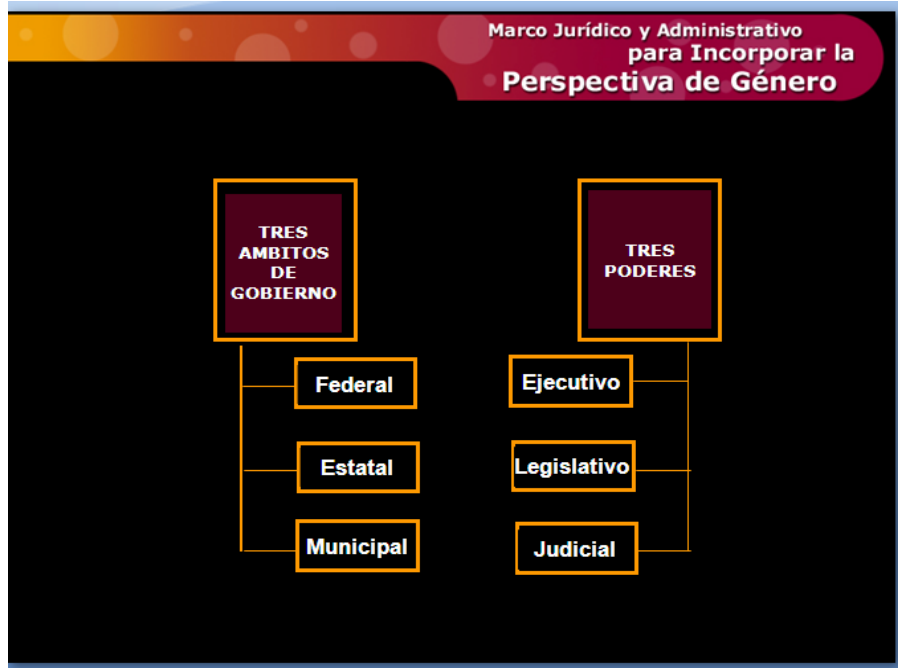 Marco Jurídico y Administrativo
para Incorporar la
Perspectiva de Género
TRES
AMBITOS
DE
GOBIERNO
Federal
Estatal
Municipal
TRES
PODERES
Ejecutivo
Legislativo
Judicial